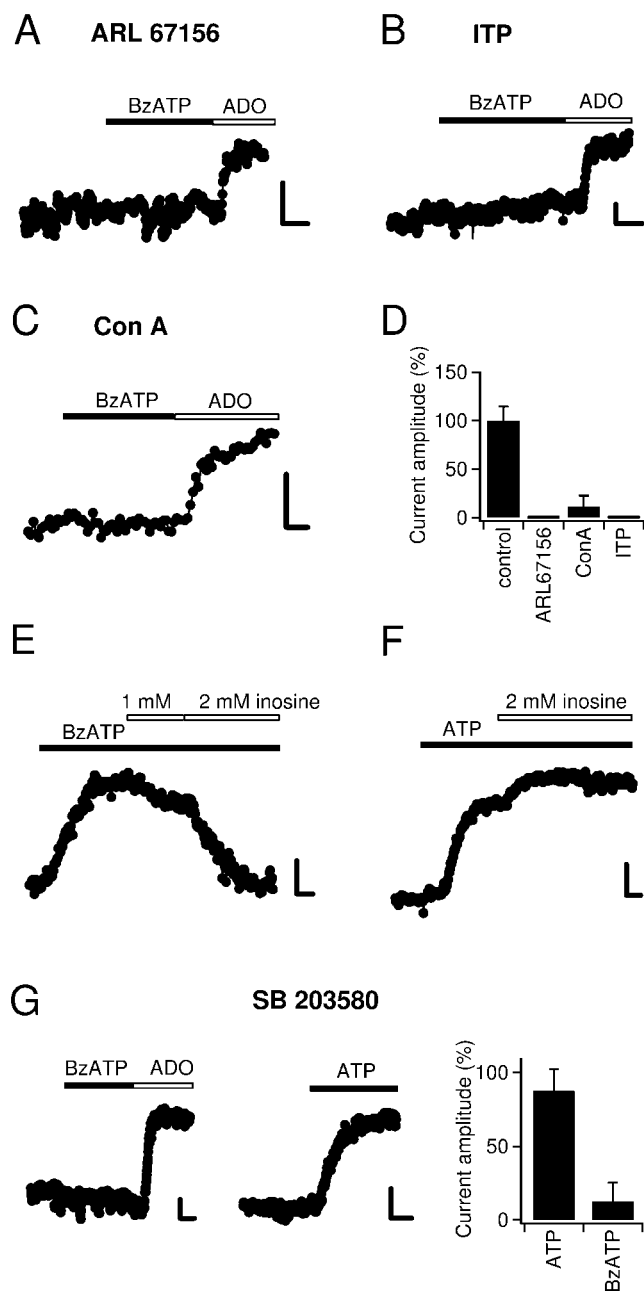 A ARL 67156
BzATP ADO
B ITP
BzATP ADO
C Con A
BzATP ADO
D
Current amplitude (%)
150
100
50
0
control
ARL67156
ConA
ITP
E
1 mM 2 mM inosine
BzATP
F
2 mM inosine
ATP
G SB 203580
BzATP ADO
ATP
Current amplitude (%)
100
50
0
ATP
BzATP